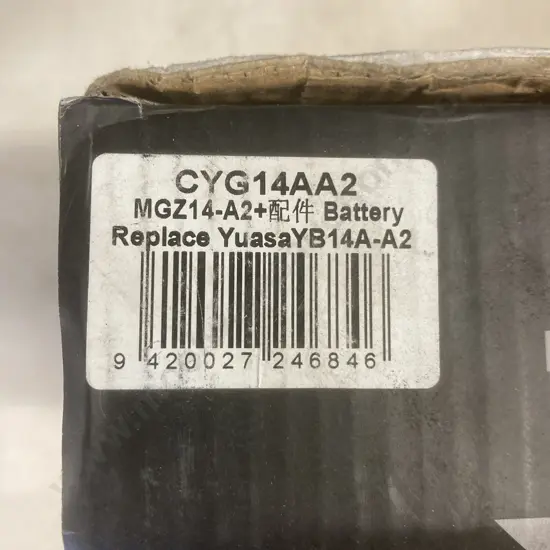 CYG14AA2
MGZ14-A2+配件 Battery
Replace YuasaYB14A-A2
9 420027 246846